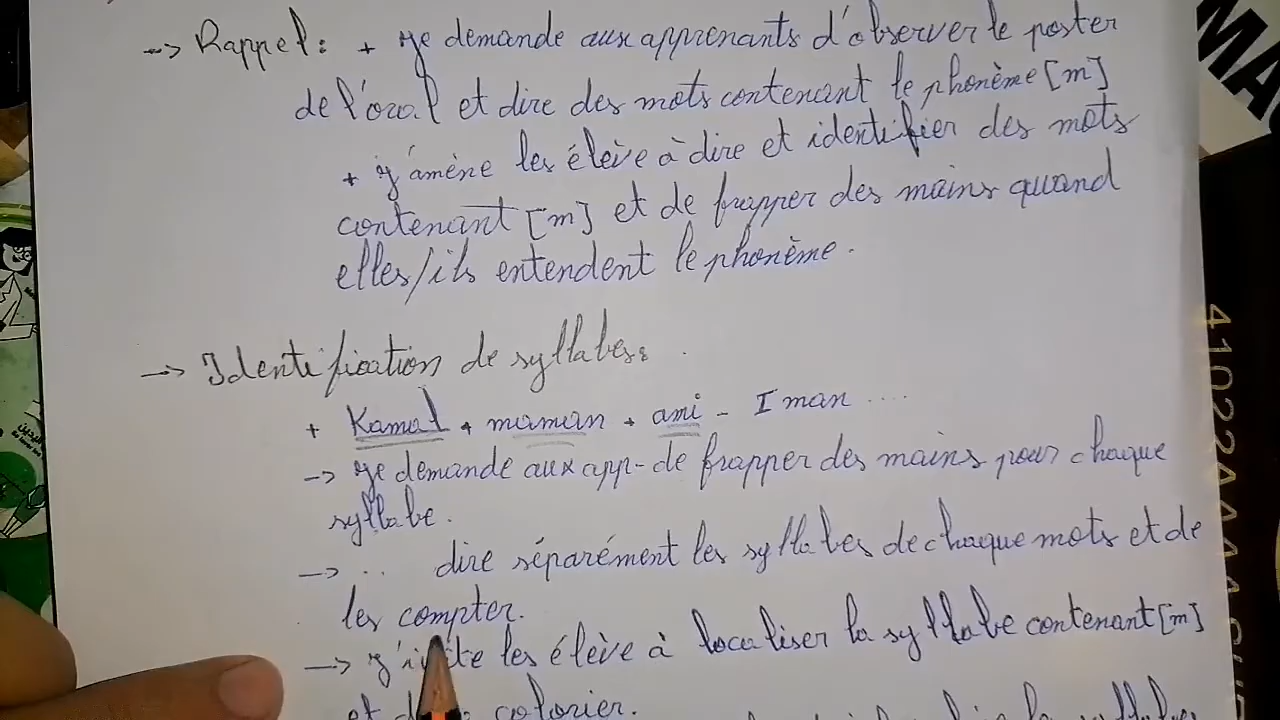 --> Rappel: + Je demande aux apprenants d'observer le poster
de l'oral et dire des mots contenant le phonème [m]
+ J'amène les élève à dire et identifier des mots
contenant [m] et de frapper des mains quand
elles/ils entendent le phonème.
--> Identification de syllabes:
+ Kamal + maman + ami - Iman ....
--> Je demande aux app- de frapper des mains pour chaque
syllabe.
--> .. dire séparément les syllabes de chaque mots et de
les compter.
--> J'invite les élève à localiser la syllabe contenant [m]
et de colorier.
MA
41022AAA